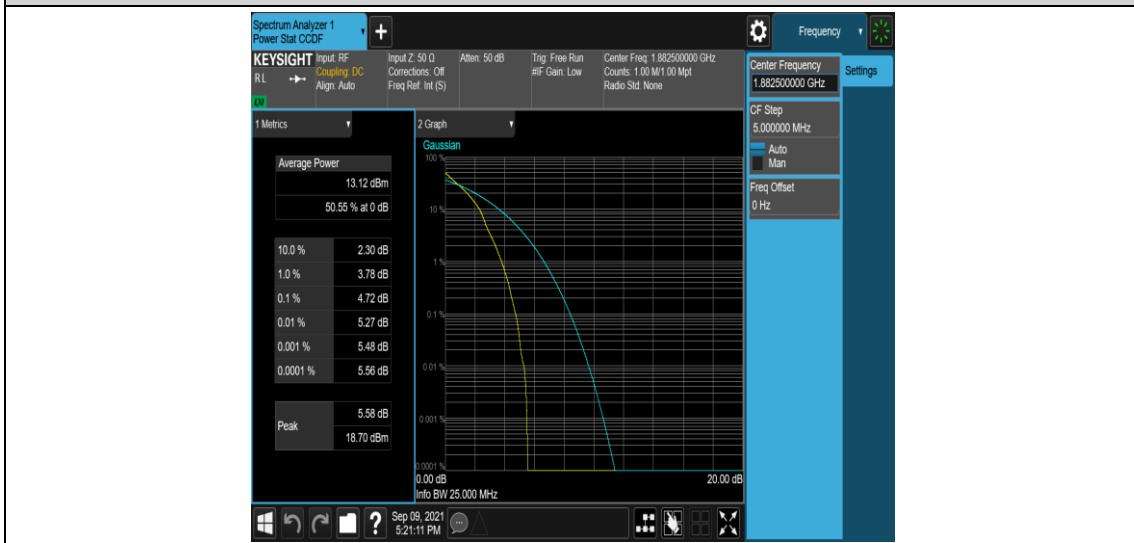 Spectrum Analyzer 1
Power Stat CCDF
+
Frequency
KEYSIGHT
RL
LXI
Input: RF
Coupling: DC
Align: Auto
Input Z: 50 Ω
Corrections: Off
Freq Ref: Int (S)
Atten: 50 dB
Trig: Free Run
#IF Gain: Low
Center Freq: 1.882500000 GHz
Counts: 1.00 M/1.00 Mpt
Radio Std: None
Center Frequency
1.882500000 GHz
Settings
CF Step
5.000000 MHz
Auto
Man
Freq Offset
0 Hz
1 Metrics
Average Power
13.12 dBm
50.55 % at 0 dB
10.0 % 2.30 dB
1.0 % 3.78 dB
0.1 % 4.72 dB
0.01 % 5.27 dB
0.001 % 5.48 dB
0.0001 % 5.56 dB
Peak
5.58 dB
18.70 dBm
2 Graph
Gaussian
100 %
10 %
1 %
0.1 %
0.01 %
0.001 %
0.0001 %
0.00 dB 20.00 dB
Info BW 25.000 MHz
?
Sep 09, 2021
5:21:11 PM